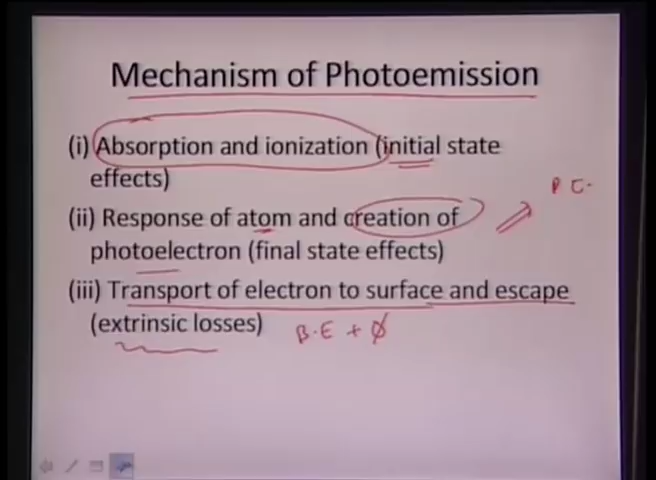 Mechanism of Photoemission
(i) Absorption and ionization (initial state
effects)
(ii) Response of atom and creation of
photoelectron (final state effects)
(iii) Transport of electron to surface and escape
(extrinsic losses)
B.E + φ